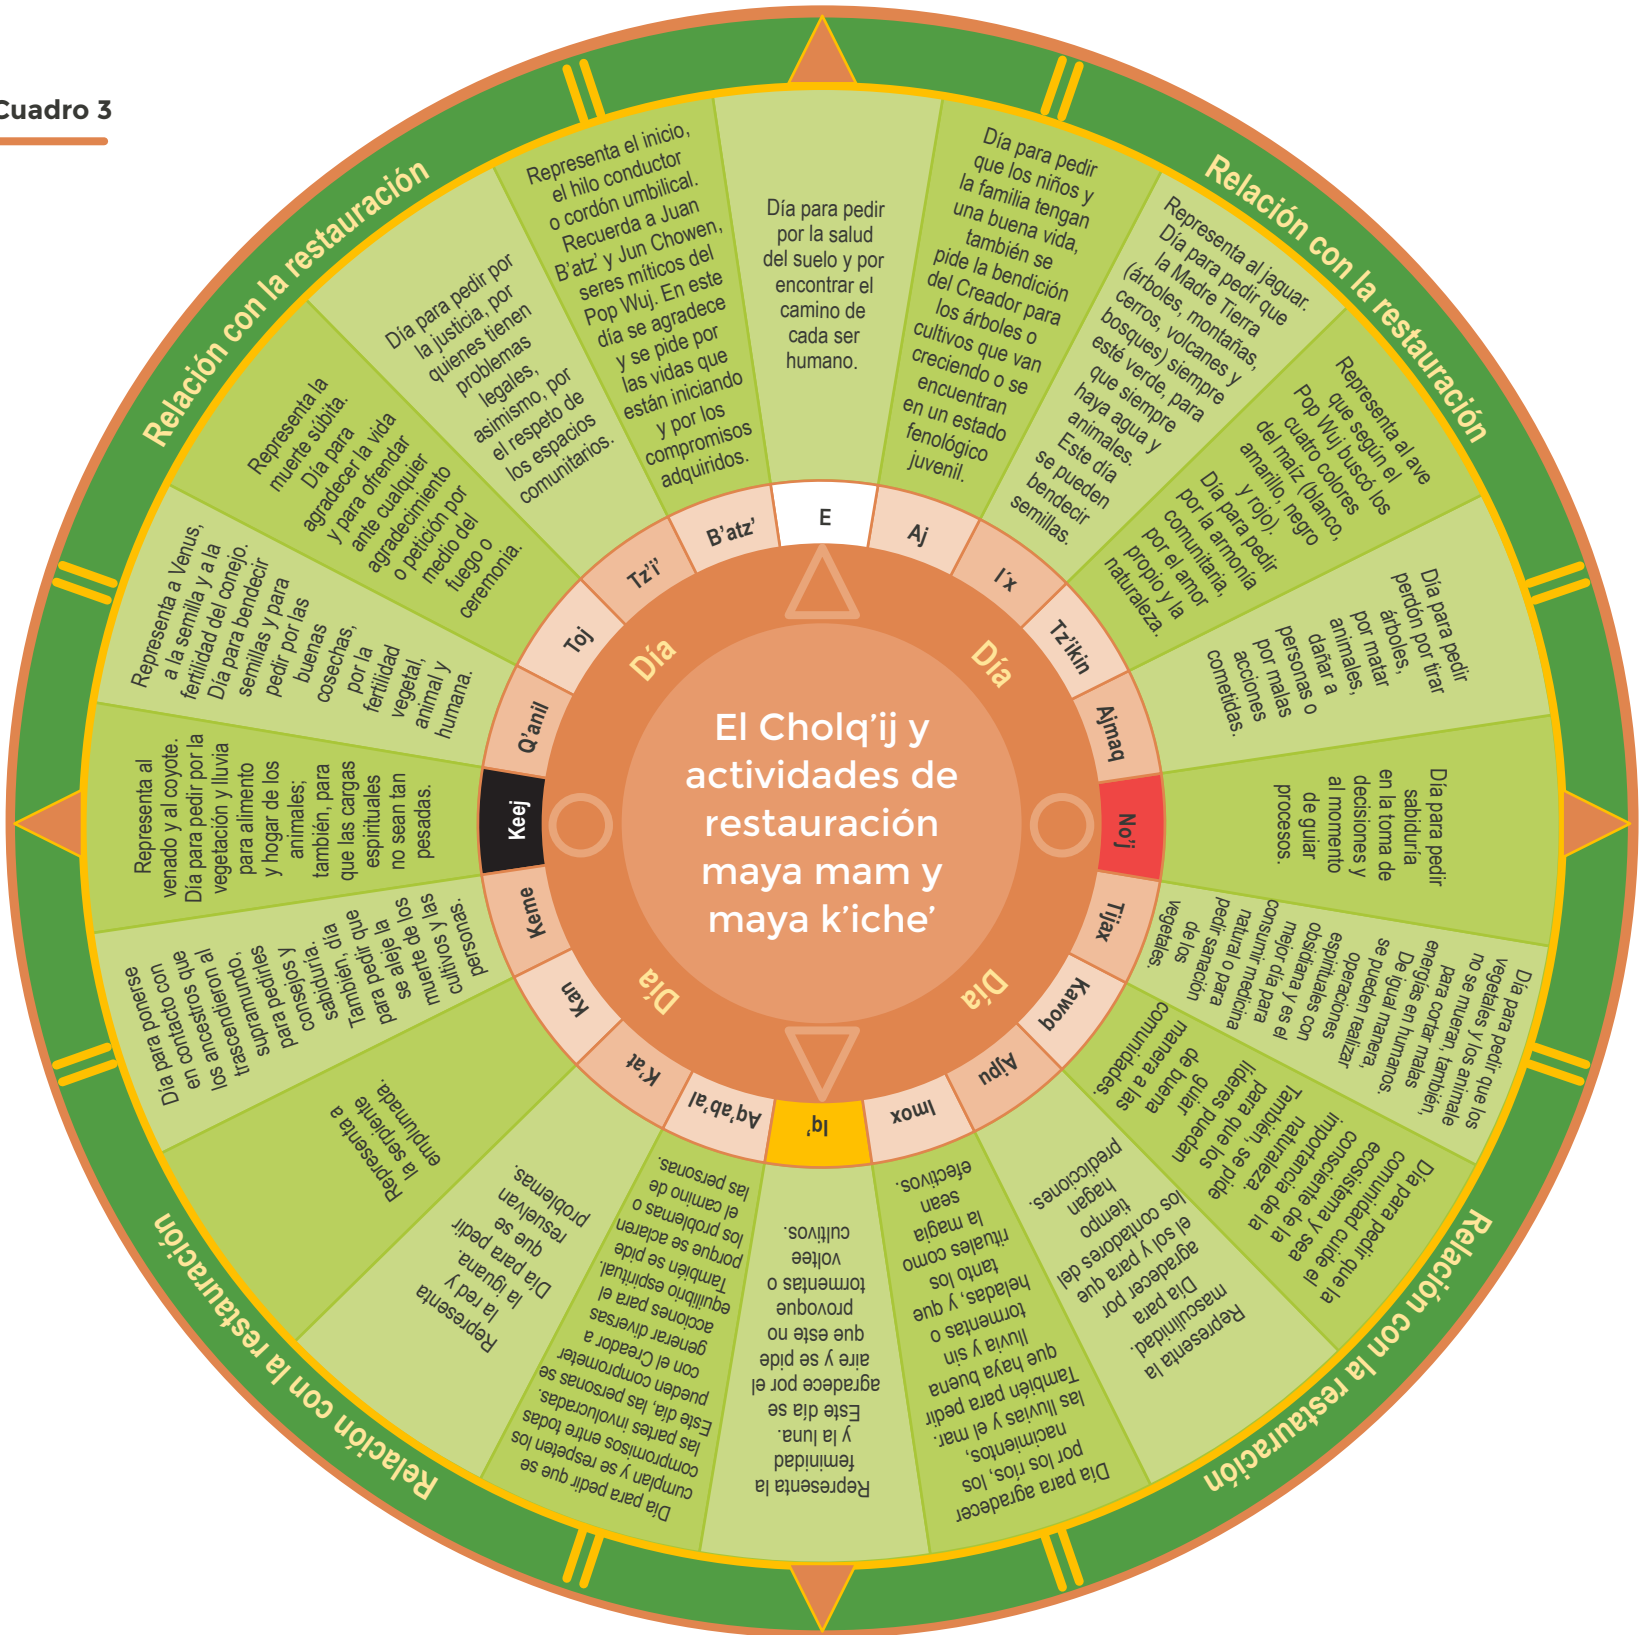 Cuadro 3
El Cholq’ij y
actividades de
restauración
maya mam y
maya k’iche’
Día
Día
Día
Día
Relación con la restauración
Relación con la restauración
Relación con la restauración
Relación con la restauración
E
Día para pedir
por la salud
del suelo y por
encontrar el
camino de
cada ser
humano.
Aj
Día para pedir
que los niños y
la familia tengan
una buena vida,
también se
pide la bendición
del Creador para
los árboles o
cultivos que van
creciendo o se
encuentran
en un estado
fenológico
juvenil.
I´x
Representa al jaguar.
Día para pedir que
la Madre Tierra
(árboles, montañas,
cerros, volcanes y
bosques) siempre
esté verde, para
que siempre
haya agua y
animales.
Este día
se pueden
bendecir
semillas.
Tz’ikin
Representa al ave
que según el
Pop Wuj buscó los
cuatro colores
del maíz (blanco,
amarillo, negro
y rojo).
Día para pedir
por la armonía
comunitaria,
por el amor
propio y la
naturaleza.
Ajmaq
Día para pedir
perdón por tirar
árboles,
por matar
animales,
dañar a
personas o
por malas
acciones
cometidas.
No’j
Día para pedir
sabiduría
en la toma de
decisiones y
al momento
de guiar
procesos.
Tijax
Día para pedir que los
vegetales y los animale
no se mueran, también,
para cortar malas
energías en humanos.
De igual manera,
se pueden realizar
operaciones
espirituales con
obsidiana y es el
mejor día para
consumir medicina
natural o para
pedir sanación
de los
vegetales.
Kawoq
Día para pedir que la
comunidad cuide el
ecosistema y sea
consciente de la
importancia de la
naturaleza.
También, se pide
para que los
líderes puedan
guiar
de buena
manera a las
comunidades.
Ajpu
Representa la
masculinidad.
Día para
agradecer por
el sol y para que
los contadores del
tiempo
hagan
predicciones.
Imox
Día para agradecer
por los ríos, los
nacimientos,
las lluvias y el mar.
También para pedir
que haya buena
lluvia y sin
tormentas o
heladas, y que
tanto los
rituales como
la magia
sean
efectivos.
Iq’
Representa la
feminidad
y la luna.
Este día se
agradece por el
aire y se pide
que este no
provoque
tormentas o
voltee
cultivos.
Aq’ab’al
Día para pedir que se
cumplan y se respeten los
compromisos entre todas
las partes involucradas.
Este día, las personas se
pueden comprometer
con el Creador a
generar diversas
acciones para el
equilibrio espiritual.
También se pide
porque se aclaren
los problemas o
el camino de
las personas.
K’at
Representa
la red y
la iguana.
Día para pedir
que se
resuelvan
problemas
Kan
Representa a
la serpiente
emplumada.
Keme
Día para ponerse
en contacto con
los ancestros que
trascendieron al
supramundo,
para pedirles
consejos y
sabiduría.
También, día
para pedir que
se aleje la
muerte de los
cultivos y las
personas.
Keej
Representa al
venado y al coyote.
Día para pedir por la
vegetación y lluvia
para alimento
y hogar de los
animales;
también, para
que las cargas
espirituales
no sean tan
pesadas.
Q’anil
Representa a Venus,
a la semilla y a la
fertilidad del conejo.
Día para bendecir
semillas y para
pedir por las
buenas
cosechas,
por la
fertilidad
vegetal,
animal y
humana.
Toj
Representa la
muerte súbita.
Día para
agradecer la vida
y para ofrendar
ante cualquier
agradecimiento
o petición por
medio del
fuego o
ceremonia.
Tz’i’
Día para pedir por
la justicia, por
quienes tienen
problemas
legales,
asimismo, por
el respeto de
los espacios
comunitarios.
B’atz’
Representa el inicio,
el hilo conductor
o cordón umbilical.
Recuerda a Juan
B’atz’ y Jun Chowen,
seres míticos del
Pop Wuj. En este
día se agradece
y se pide por
las vidas que
están iniciando
y por los
compromisos
adquiridos.